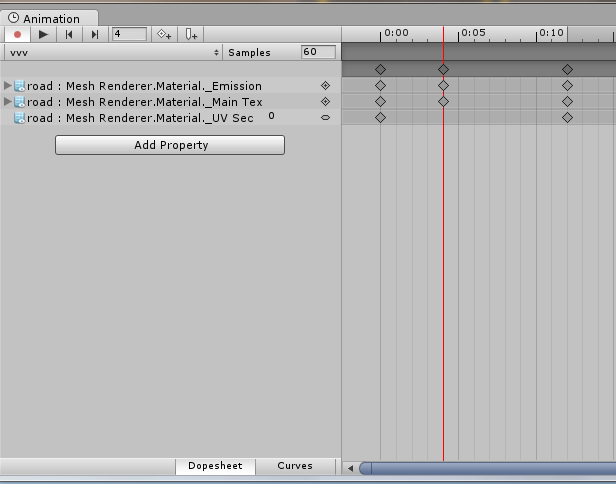 Animation
4 0:00 0:05 0:10
vvv Samples 60
road : Mesh Renderer.Material._Emission
road : Mesh Renderer.Material._Main Tex
road : Mesh Renderer.Material._UV Sec 0
Add Property
Dopesheet Curves